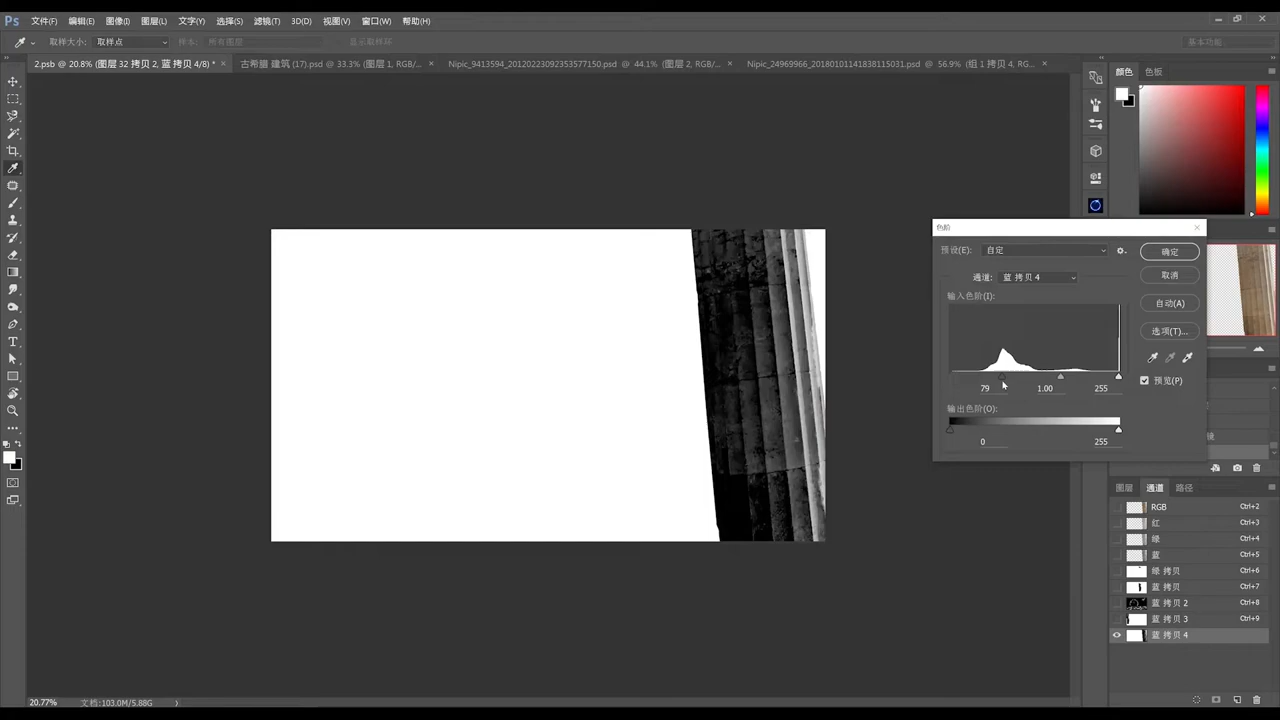 Ps 文件(F) 编辑(E) 图像(I) 图层(L) 文字(Y) 选择(S) 滤镜(T) 3D(D) 视图(V) 窗口(W) 帮助(H)
取样大小: 取样点 样本: 所有图层 显示取样环 基本功能
2.psb @ 20.8% (图层 32 拷贝 2, 蓝 拷贝 4/8) * × 古希腊 建筑 (17).psd @ 33.3% (图层 1, RGB/... × Nipic_9413594_20120223092353577150.psd @ 44.1% (图层 2, RGB/... × Nipic_24969966_20180101141838115031.psd @ 56.9% (组 1 拷贝 4, RG... ×
颜色 色板
色阶
预设(E): 自定
确定
通道: 蓝 拷贝 4
取消
输入色阶(I):
自动(A)
选项(T)...
预览(P)
79 1.00 255
输出色阶(O):
0 255
图层 通道 路径
RGB Ctrl+2
红 Ctrl+3
绿 Ctrl+4
蓝 Ctrl+5
绿 拷贝 Ctrl+6
蓝 拷贝 Ctrl+7
蓝 拷贝 2 Ctrl+8
蓝 拷贝 3 Ctrl+9
蓝 拷贝 4
20.77% 文档:103.0M/5.88G